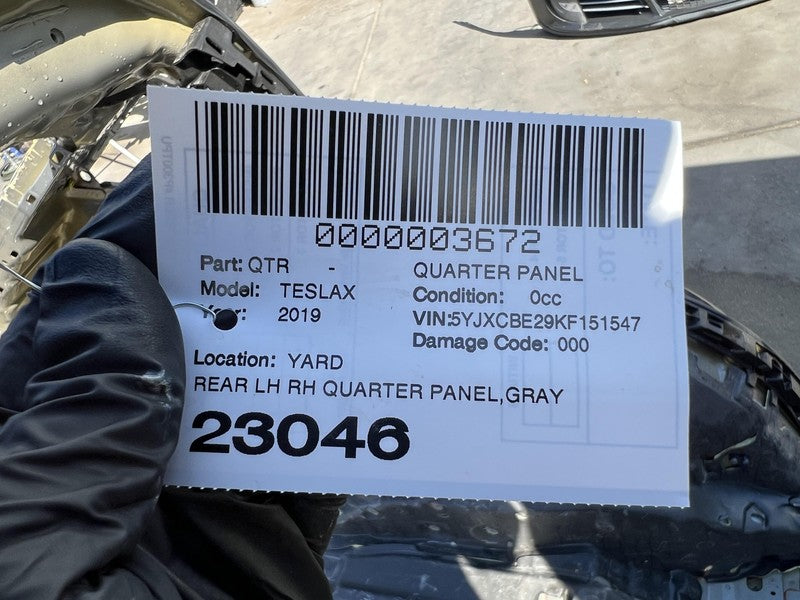 0000003672
Part: QTR - QUARTER PANEL
Model: TESLAX Condition: 0cc
Year: 2019 VIN:5YJXCBE29KF151547
Damage Code: 000
Location: YARD
REAR LH RH QUARTER PANEL,GRAY
23046